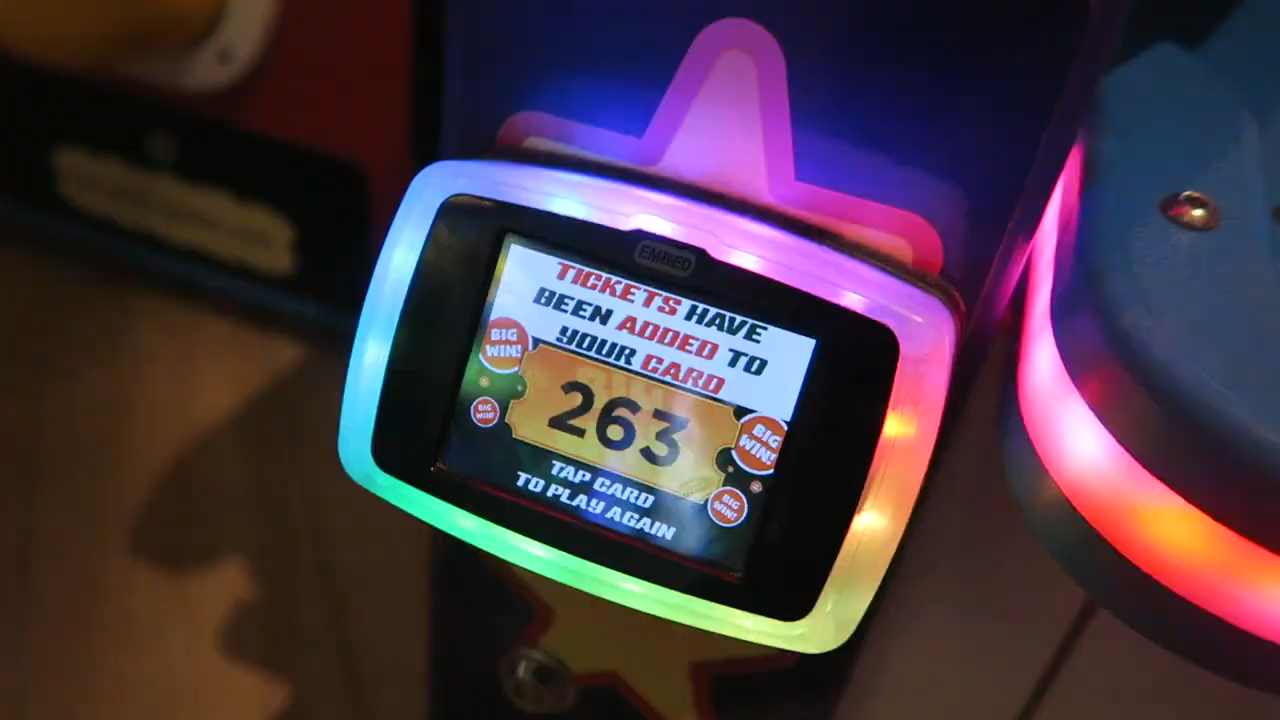 EMBED
TICKETS HAVE
BEEN ADDED TO
YOUR CARD
BIG
WIN!
263
BIG
WIN!
BIG
WIN!
BIG
WIN!
TAP CARD
TO PLAY AGAIN